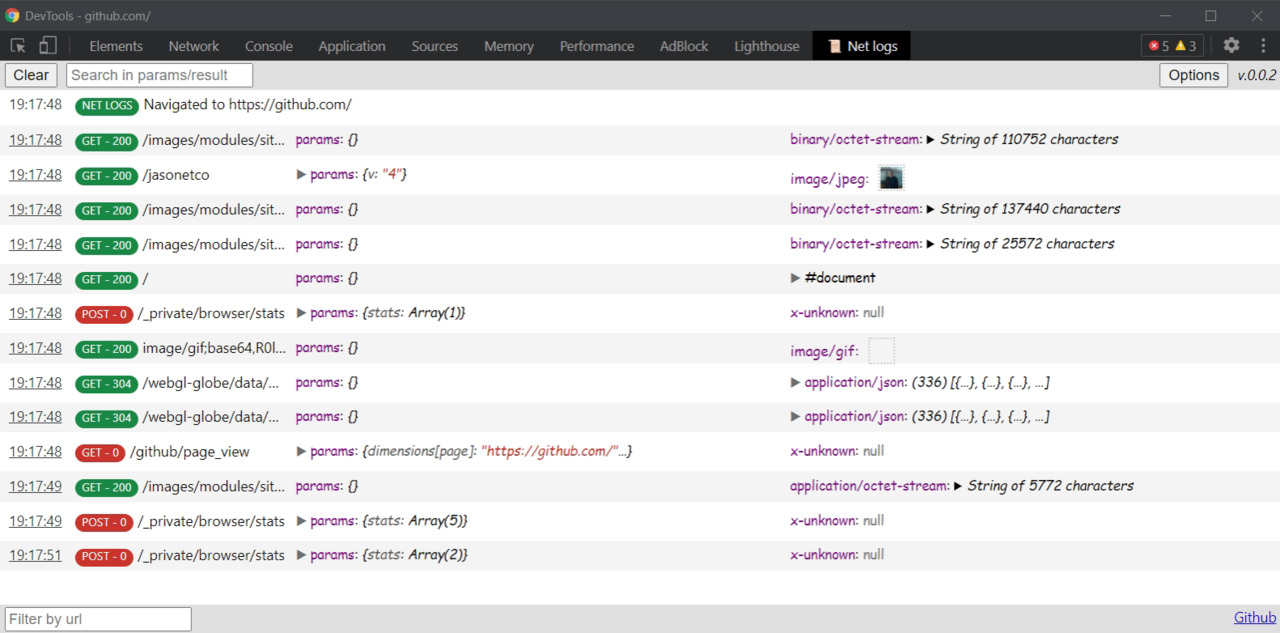 DevTools - github.com/
Elements Network Console Application Sources Memory Performance AdBlock Lighthouse Net logs 5 3
Clear Search in params/result Options v.0.0.2
19:17:48 NET LOGS Navigated to https://github.com/
19:17:48 GET - 200 /images/modules/sit... params: {} binary/octet-stream: ▶ String of 110752 characters
19:17:48 GET - 200 /jasonetco ▶ params: {v: "4"} image/jpeg:
19:17:48 GET - 200 /images/modules/sit... params: {} binary/octet-stream: ▶ String of 137440 characters
19:17:48 GET - 200 /images/modules/sit... params: {} binary/octet-stream: ▶ String of 25572 characters
19:17:48 GET - 200 / params: {} ▶ #document
19:17:48 POST - 0 /_private/browser/stats ▶ params: {stats: Array(1)} x-unknown: null
19:17:48 GET - 200 image/gif;base64,R0l... params: {} image/gif:
19:17:48 GET - 304 /webgl-globe/data/... params: {} ▶ application/json: (336) [{...}, {...}, {...}, ...]
19:17:48 GET - 304 /webgl-globe/data/... params: {} ▶ application/json: (336) [{...}, {...}, {...}, ...]
19:17:48 GET - 0 /github/page_view ▶ params: {dimensions[page]: "https://github.com/"...} x-unknown: null
19:17:49 GET - 200 /images/modules/sit... params: {} application/octet-stream: ▶ String of 5772 characters
19:17:49 POST - 0 /_private/browser/stats ▶ params: {stats: Array(5)} x-unknown: null
19:17:51 POST - 0 /_private/browser/stats ▶ params: {stats: Array(2)} x-unknown: null
Filter by url Github